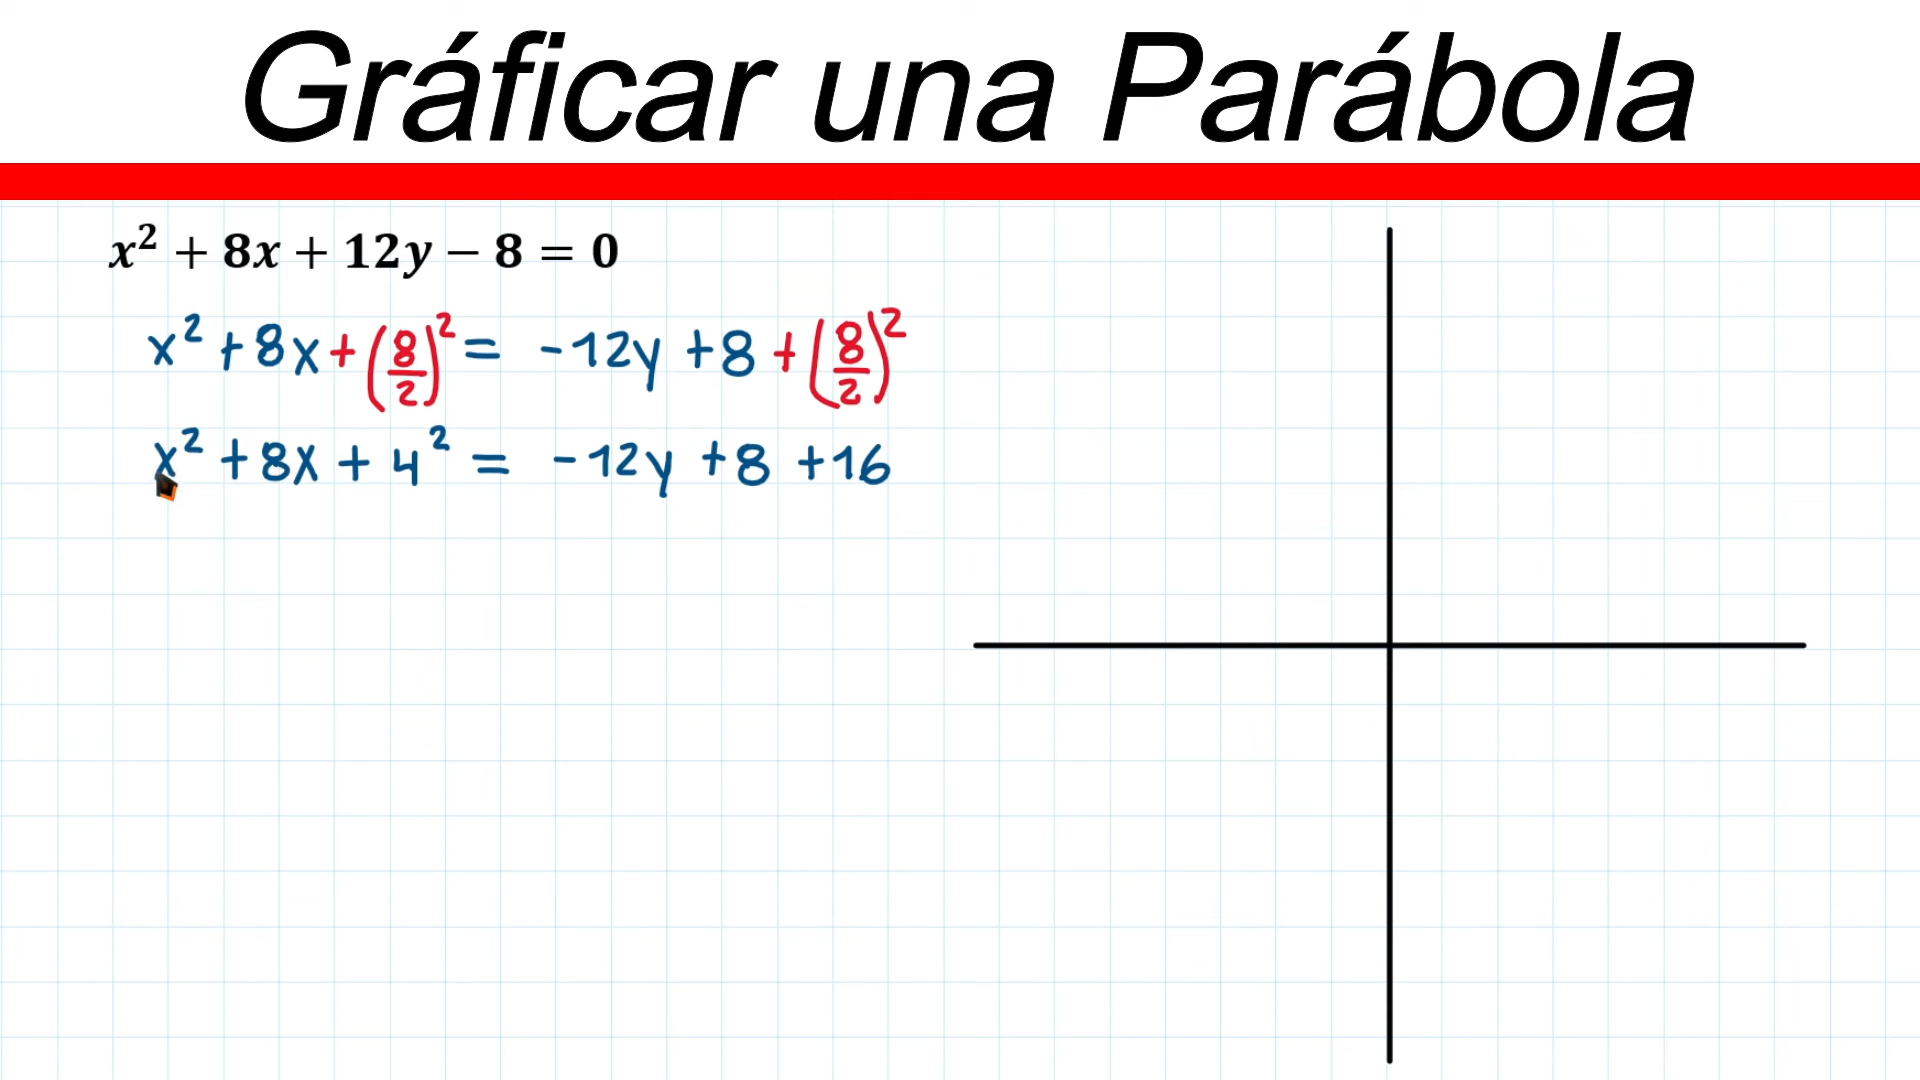 Gráficar una Parábola
x² + 8x + 12y − 8 = 0
x² + 8x + (8/2)² = -12y + 8 + (8/2)²
x² + 8x + 4² = -12y + 8 + 16